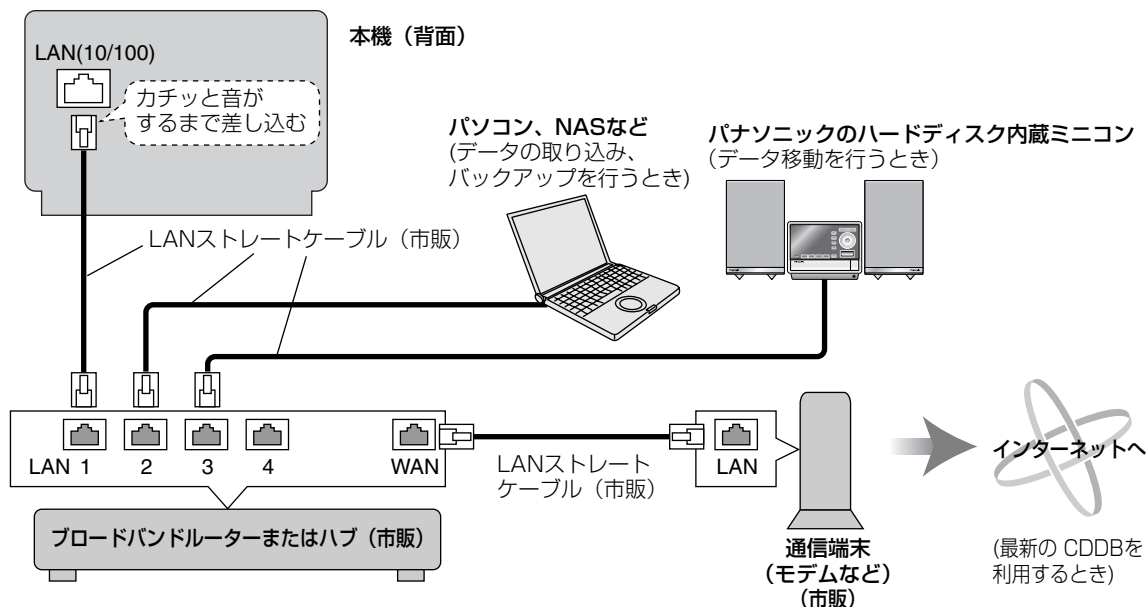 本機（背面）
LAN(10/100)
カチッと音が
するまで差し込む
パソコン、NASなど
(データの取り込み、
バックアップを行うとき)
パナソニックのハードディスク内蔵ミニコン
（データ移動を行うとき）
LANストレートケーブル（市販）
LAN 1 2 3 4 WAN
LANストレート
ケーブル（市販）
LAN
インターネットへ
ブロードバンドルーターまたはハブ（市販）
通信端末
（モデムなど）
（市販）
(最新の CDDBを
利用するとき)